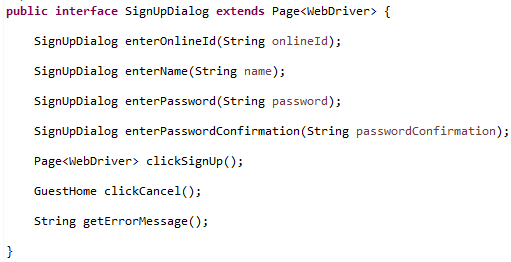 public interface SignUpDialog extends Page<WebDriver> {
SignUpDialog enterOnlineId(String onlineId);
SignUpDialog enterName(String name);
SignUpDialog enterPassword(String password);
SignUpDialog enterPasswordConfirmation(String passwordConfirmation);
Page<WebDriver> clickSignUp();
GuestHome clickCancel();
String getErrorMessage();
}